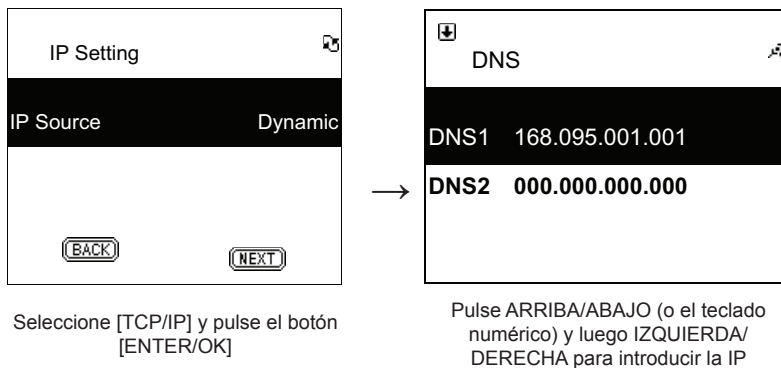 IP Setting
IP Source Dynamic
BACK NEXT
Seleccione [TCP/IP] y pulse el botón
[ENTER/OK]
→
DNS
DNS1 168.095.001.001
DNS2 000.000.000.000
Pulse ARRIBA/ABAJO (o el teclado
numérico) y luego IZQUIERDA/
DERECHA para introducir la IP